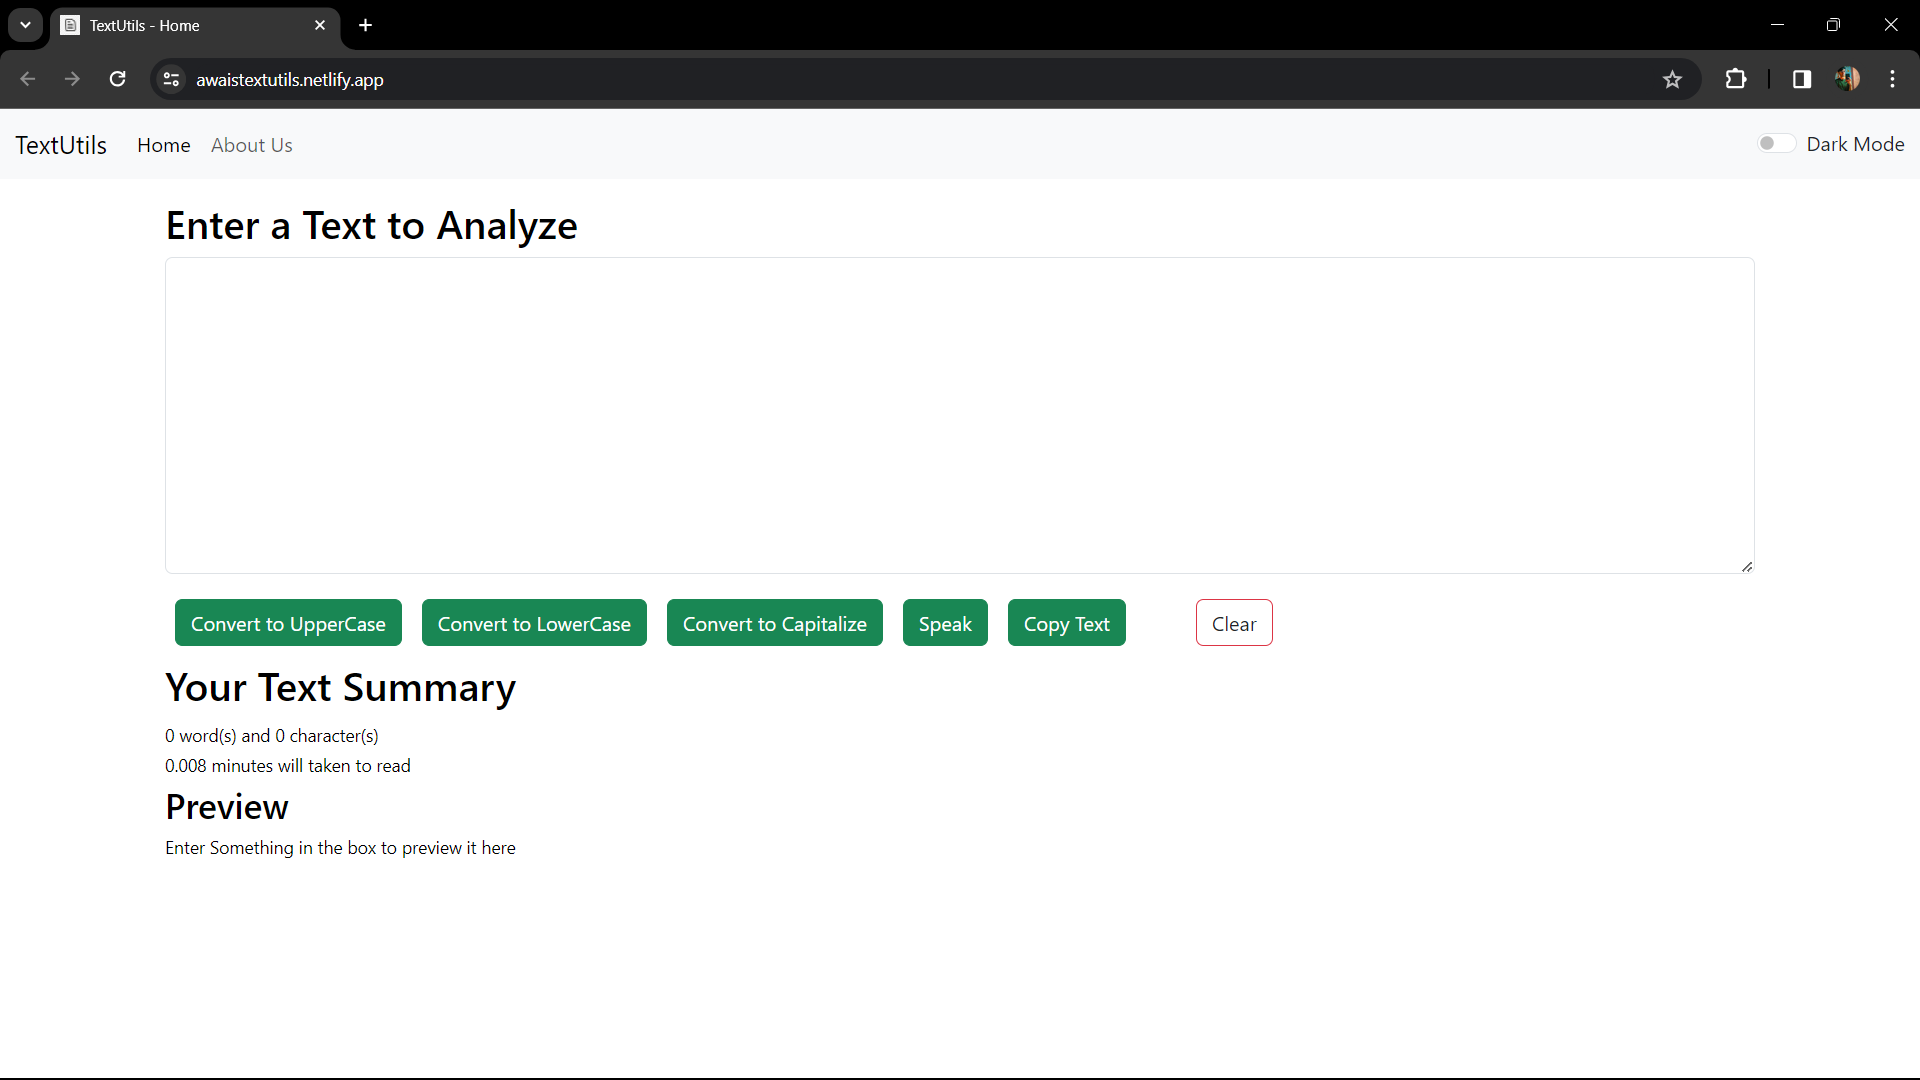 TextUtils - Home
awaistextutils.netlify.app
TextUtils Home About Us Dark Mode
Enter a Text to Analyze
Convert to UpperCase Convert to LowerCase Convert to Capitalize Speak Copy Text Clear
Your Text Summary
0 word(s) and 0 character(s)
0.008 minutes will taken to read
Preview
Enter Something in the box to preview it here